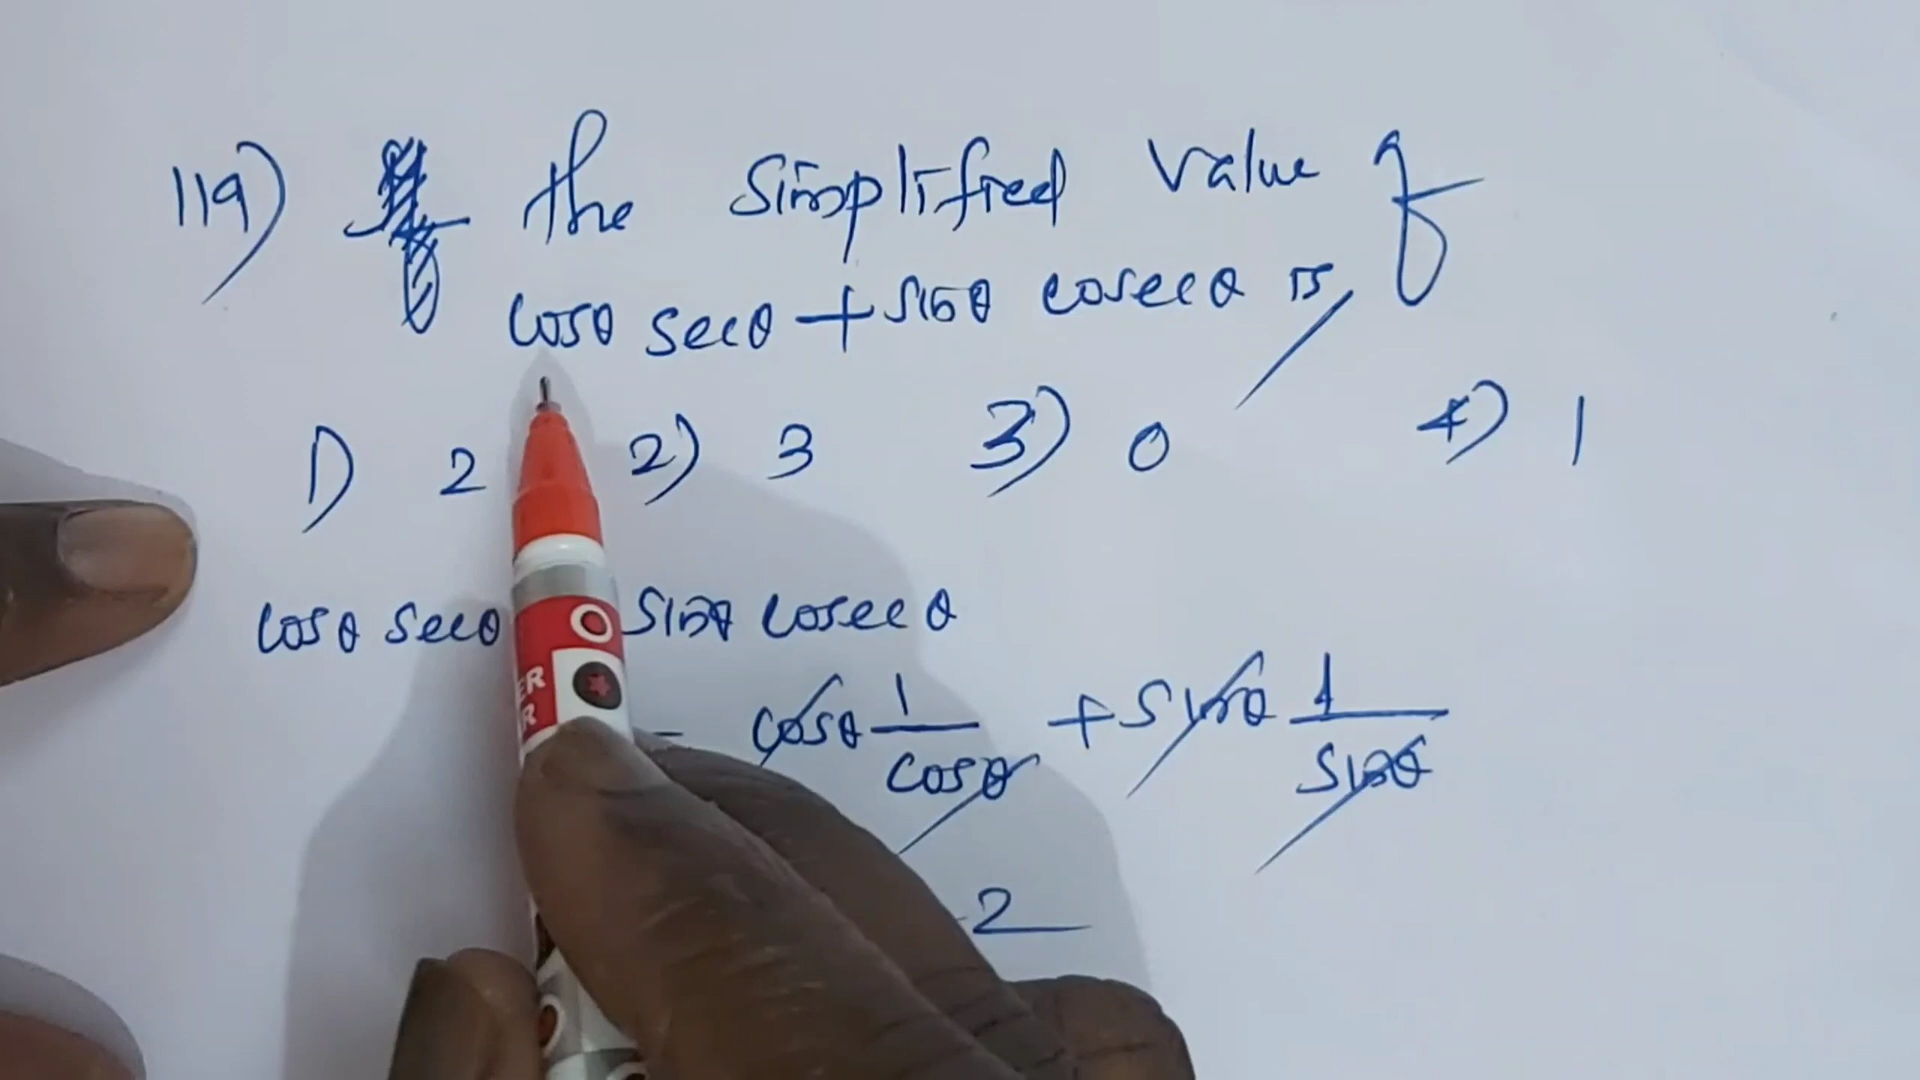 119) the Simplified value of
cosθ secθ + sinθ cosecθ is
1) 2 2) 3 3) 0 4) 1
cosθ secθ sinθ cosecθ
= cosθ 1/cosθ + sinθ 1/sinθ
2
ER
R